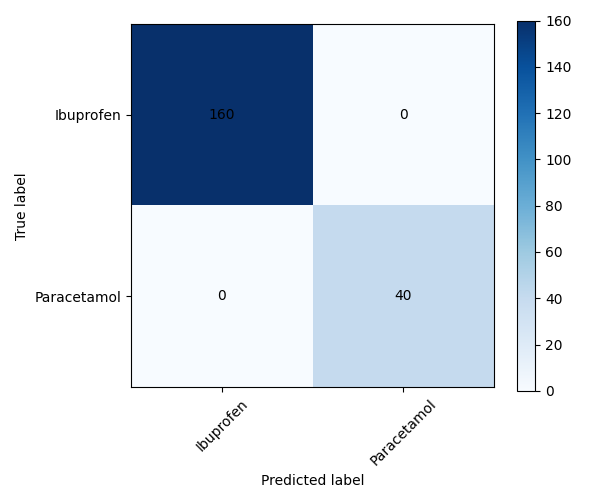 160
140
120
100
80
60
40
20
0
True label
Ibuprofen
160 0
Paracetamol
0 40
Ibuprofen
Paracetamol
Predicted label